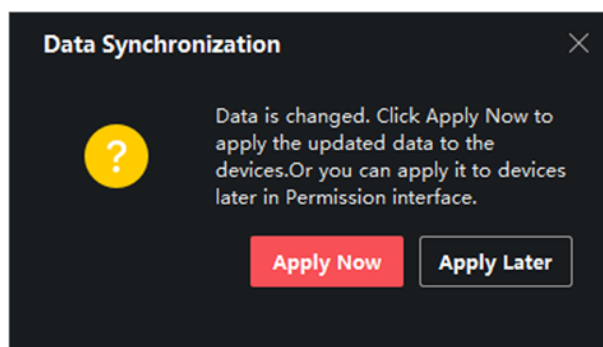 Data Synchronization
?
Data is changed. Click Apply Now to
apply the updated data to the
devices.Or you can apply it to devices
later in Permission interface.
Apply Now
Apply Later